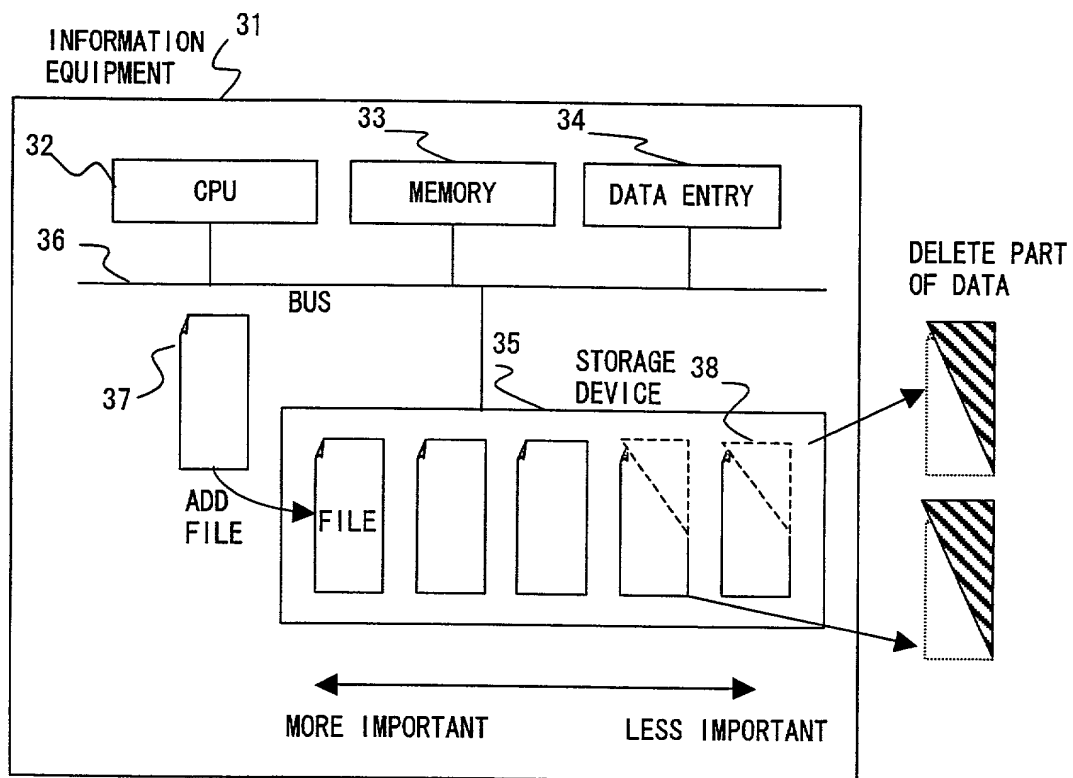 INFORMATION
EQUIPMENT
31
32
33
34
CPU
MEMORY
DATA ENTRY
36
BUS
DELETE PART
OF DATA
37
35
STORAGE
DEVICE
38
ADD
FILE
FILE
MORE IMPORTANT
LESS IMPORTANT